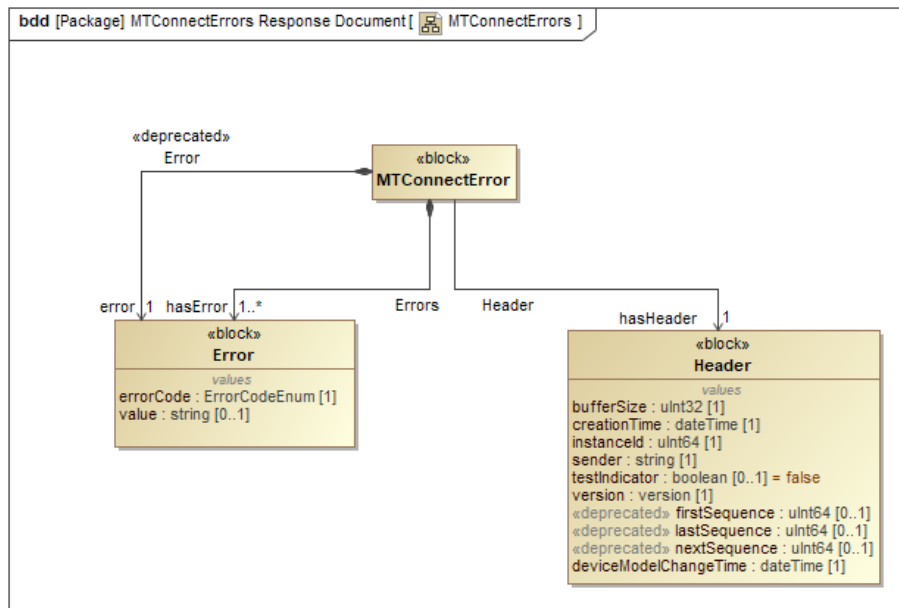 bdd [Package] MTConnectErrors Response Document [ MTConnectErrors ]
«deprecated»
Error
«block»
MTConnectError
error 1 hasError 1..* Errors Header
hasHeader 1
«block»
Error
values
errorCode : ErrorCodeEnum [1]
value : string [0..1]
«block»
Header
values
bufferSize : uInt32 [1]
creationTime : dateTime [1]
instanceId : uInt64 [1]
sender : string [1]
testIndicator : boolean [0..1] = false
version : version [1]
«deprecated» firstSequence : uInt64 [0..1]
«deprecated» lastSequence : uInt64 [0..1]
«deprecated» nextSequence : uInt64 [0..1]
deviceModelChangeTime : dateTime [1]